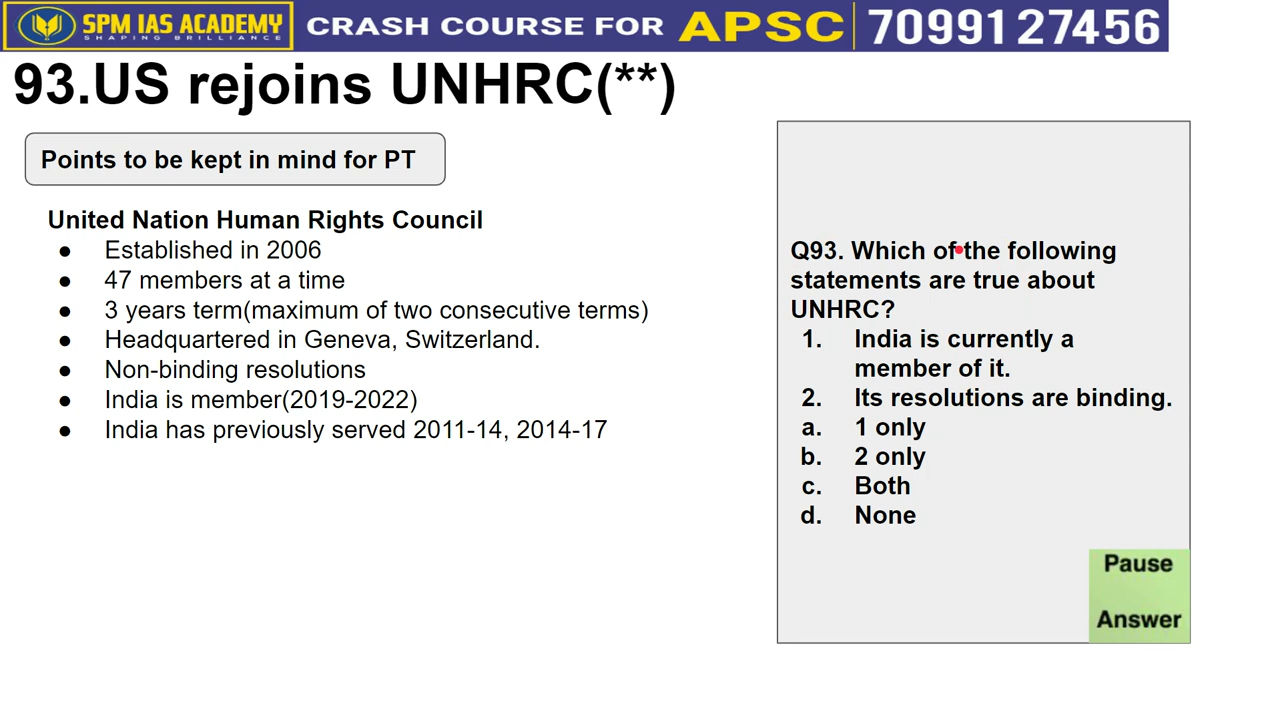 SPM IAS ACADEMY
SHAPING BRILLIANCE
CRASH COURSE FOR APSC 70991 27456
93.US rejoins UNHRC(**)
Points to be kept in mind for PT
United Nation Human Rights Council
● Established in 2006
● 47 members at a time
● 3 years term(maximum of two consecutive terms)
● Headquartered in Geneva, Switzerland.
● Non-binding resolutions
● India is member(2019-2022)
● India has previously served 2011-14, 2014-17
Q93. Which of the following
statements are true about
UNHRC?
1. India is currently a
member of it.
2. Its resolutions are binding.
a. 1 only
b. 2 only
c. Both
d. None
Pause
Answer